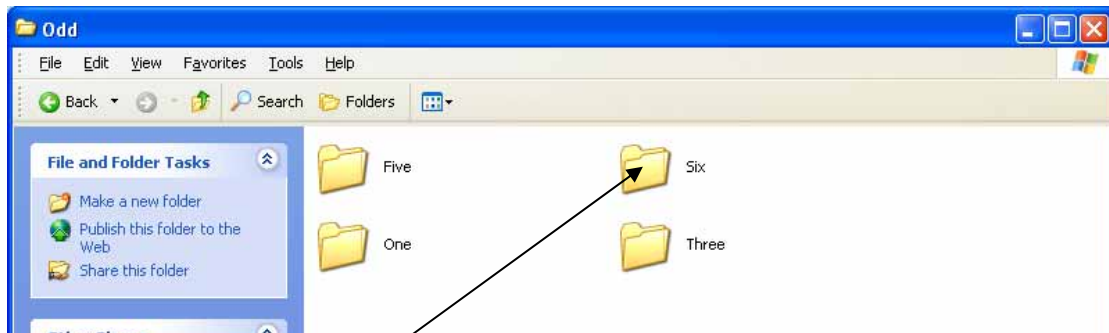 Odd
File Edit View Favorites Tools Help
Back Search Folders
File and Folder Tasks
Make a new folder
Publish this folder to the
Web
Share this folder
Five
Six
One
Three